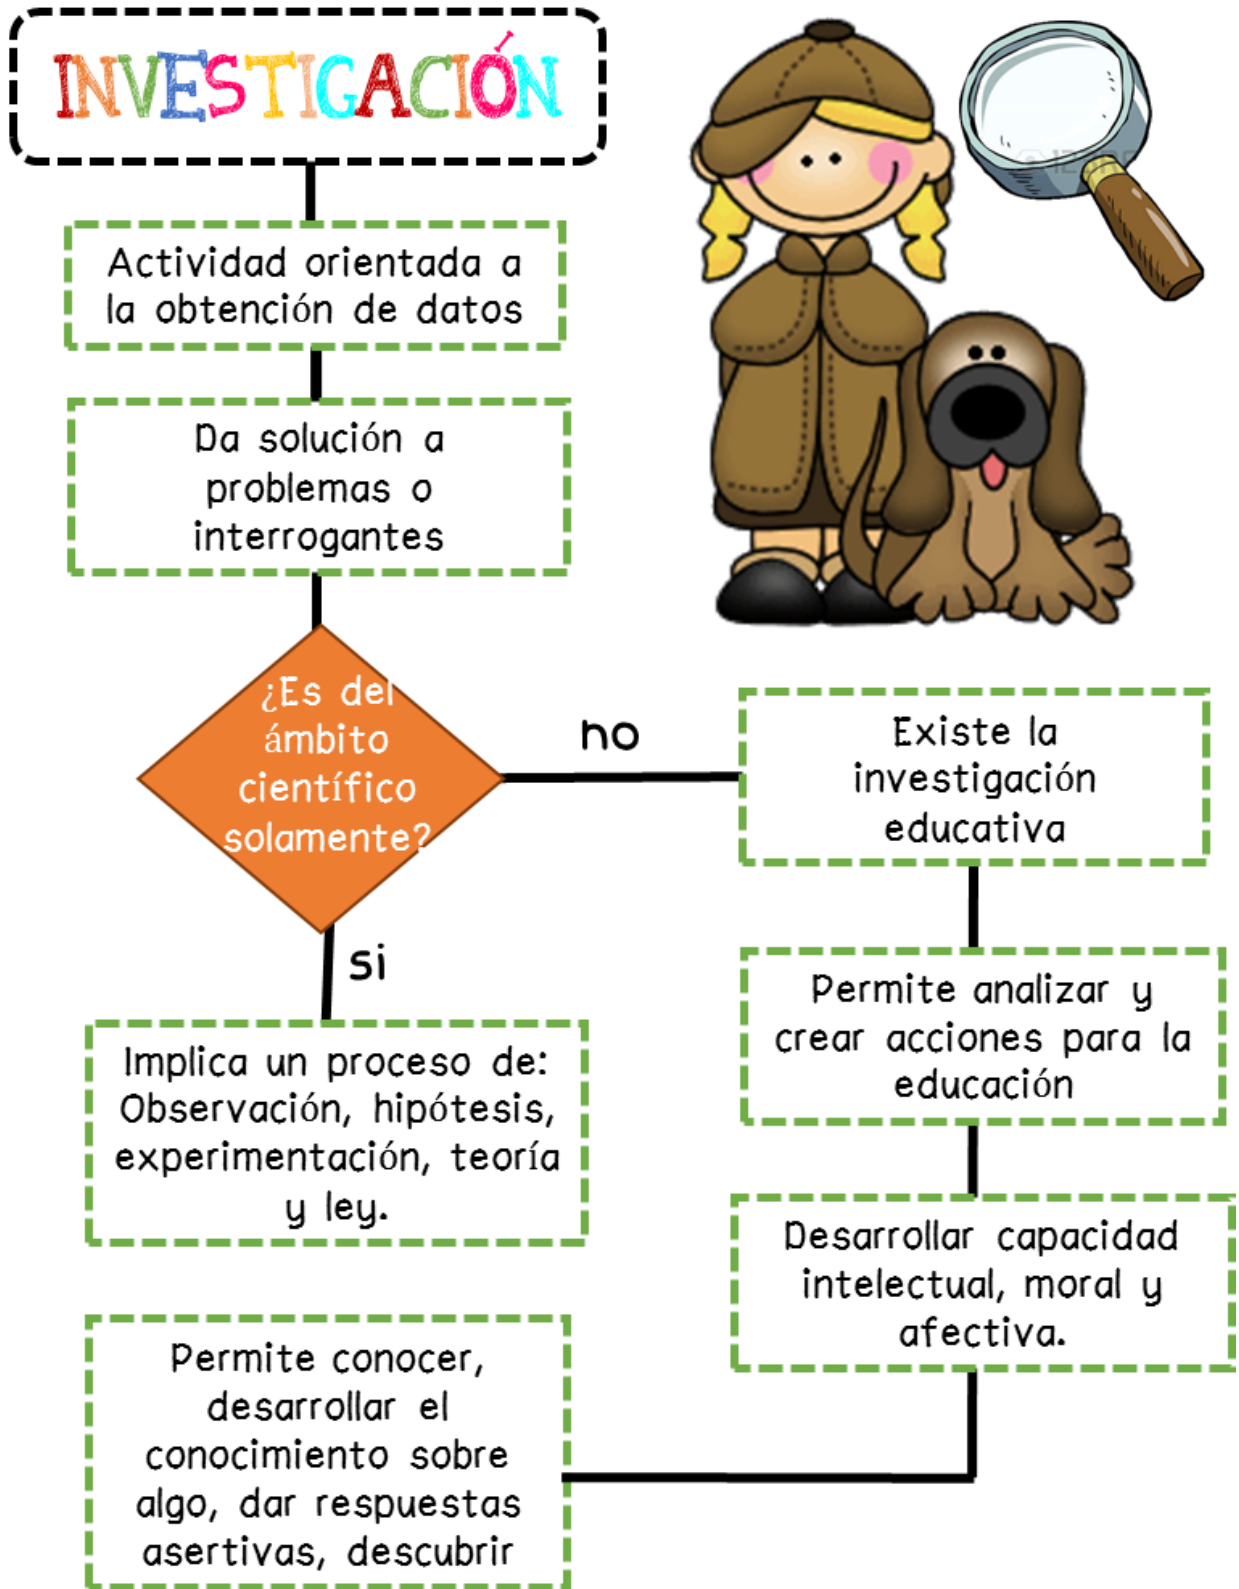 INVESTIGACIÓN
Actividad orientada a
la obtención de datos
Da solución a
problemas o
interrogantes
¿Es del
ámbito
científico
solamente?
no
Existe la
investigación
educativa
si
Permite analizar y
crear acciones para la
educación
Implica un proceso de:
Observación, hipótesis,
experimentación, teoría
y ley.
Desarrollar capacidad
intelectual, moral y
afectiva.
Permite conocer,
desarrollar el
conocimiento sobre
algo, dar respuestas
asertivas, descubrir